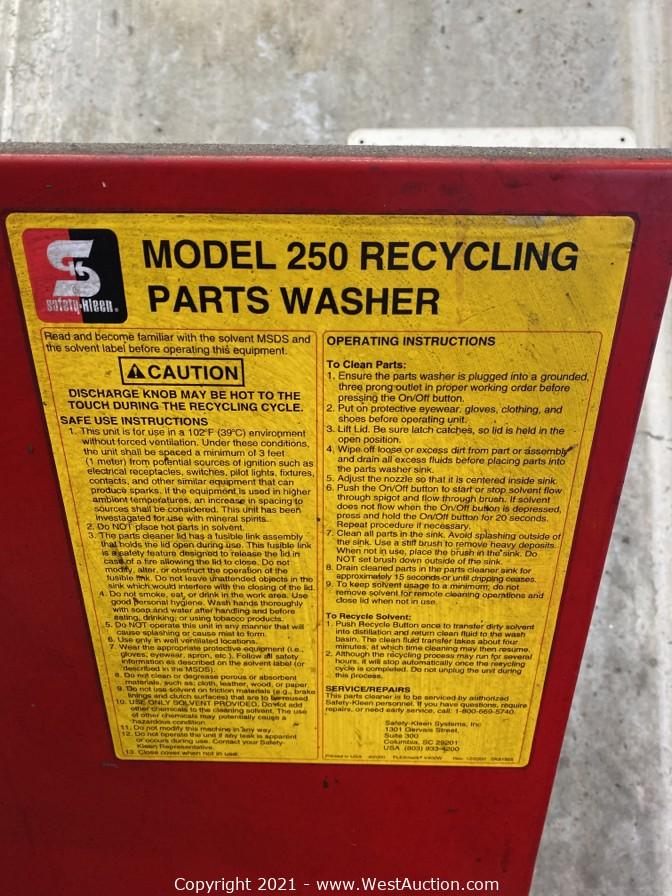 safety-kleen®
MODEL 250 RECYCLING
PARTS WASHER
Read and become familiar with the solvent MSDS and
the solvent label before operating this equipment.
CAUTION
DISCHARGE KNOB MAY BE HOT TO THE
TOUCH DURING THE RECYCLING CYCLE.
SAFE USE INSTRUCTIONS
1. This unit is for use in a 102°F (39°C) environment
without forced ventilation. Under these conditions,
the unit shall be spaced a minimum of 3 feet
(1 meter) from potential sources of ignition such as
electrical receptacles, switches, pilot lights, fixtures,
contacts, and other similar equipment that can
produce sparks. If the equipment is used in higher
ambient temperatures, an increase in spacing to
sources shall be considered. This unit has been
investigated for use with mineral spirits.
2. Do NOT place hot parts in solvent.
3. The parts cleaner lid has a fusible link assembly
that holds the lid open during use. This fusible link
is a safety feature designed to release the lid in
case of a fire allowing the lid to close. Do not
modify, alter, or obstruct the operation of the
fusible link. Do not leave unattended objects in the
sink which would interfere with the closing of the lid.
4. Do not smoke, eat, or drink in the work area. Use
good personal hygiene. Wash hands thoroughly
with soap and water after handling and before
eating, drinking, or using tobacco products.
5. Do NOT operate this unit in any manner that will
cause splashing or cause mist to form.
6. Use only in well ventilated locations.
7. Wear the appropriate protective equipment (i.e.,
gloves, eyewear, apron, etc.). Follow all safety
information as described on the solvent label (or
described in the MSDS).
8. Do not clean or degrease porous or absorbent
materials, such as; cloth, leather, wood, or paper.
9. Do not use solvent on friction materials (e.g., brake
linings and clutch surfaces) that are to be reused
10. USE ONLY SOLVENT PROVIDED. Do not add
other chemicals to the cleaning solvent. The use
of other chemicals may potentially cause a
hazardous condition.
11. Do not modify this machine in any way.
12. Do not operate the unit if any leak is apparent
or occurs during use. Contact your Safety-
Kleen Representative.
13. Close cover when not in use.
OPERATING INSTRUCTIONS
To Clean Parts:
1. Ensure the parts washer is plugged into a grounded,
three prong outlet in proper working order before
pressing the On/Off button.
2. Put on protective eyewear, gloves, clothing, and
shoes before operating unit.
3. Lift Lid. Be sure latch catches, so lid is held in the
open position.
4. Wipe off loose or excess dirt from part or assembly
and drain all excess fluids before placing parts into
the parts washer sink.
5. Adjust the nozzle so that it is centered inside sink.
6. Push the On/Off button to start or stop solvent flow
through spigot and flow through brush. If solvent
does not flow when the On/Off button is depressed,
press and hold the On/Off button for 20 seconds.
Repeat procedure if necessary.
7. Clean all parts in the sink. Avoid splashing outside of
the sink. Use a stiff brush to remove heavy deposits.
When not in use, place the brush in the sink. Do
NOT set brush down outside of the sink.
8. Drain cleaned parts in the parts cleaner sink for
approximately 15 seconds or until dripping ceases.
9. To keep solvent usage to a minimum; do not
remove solvent for remote cleaning operations and
close lid when not in use.
To Recycle Solvent:
1. Push Recycle Button once to transfer dirty solvent
into distillation and return clean fluid to the wash
basin. The clean fluid transfer takes about four
minutes, at which time cleaning may then resume.
2. Although the recycling process may run for several
hours, it will stop automatically once the recycling
cycle is completed. Do not unplug the unit during
this process.
SERVICE/REPAIRS
This parts cleaner is to be serviced by authorized
Safety-Kleen personnel. If you have questions, require
repairs, or need early service, call: 1-800-669-5740.
Safety-Kleen Systems, Inc
1301 Gervais Street,
Suite 300
Columbia, SC 29201
USA (803) 933-4200
Printed in USA
Copyright 2021 - www.WestAuction.com